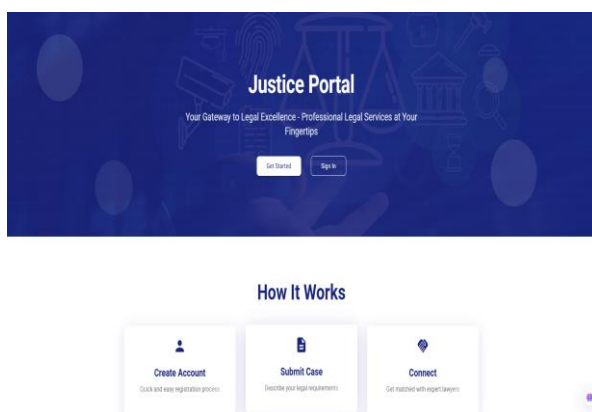 Justice Portal
Your Gateway to Legal Excellence - Professional Legal Services at Your
Fingertips
Get Started Sign In
How It Works
Create Account Submit Case Connect
Quick and easy registration process Describe your legal requirements Get matched with expert lawyers